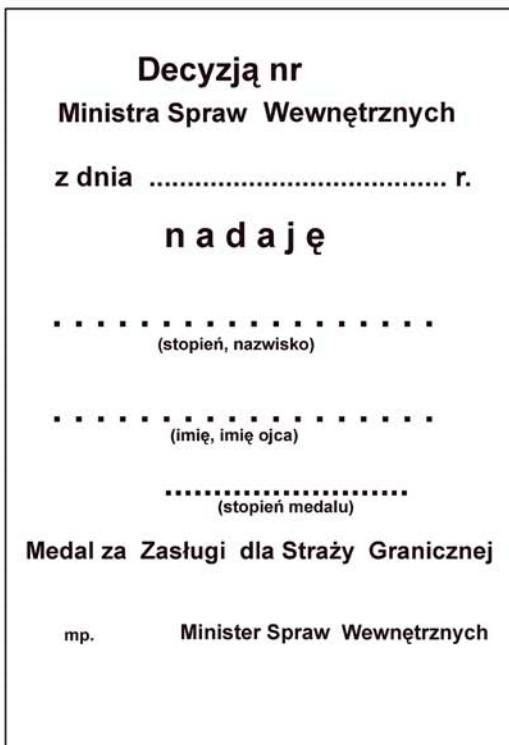 Decyzją nr
Ministra Spraw Wewnętrznych
z dnia ....................................... r.
n a d a j ę
. . . . . . . . . . . . . . . . . .
(stopień, nazwisko)
. . . . . . . . . . . . . . . . . .
(imię, imię ojca)
.........................
(stopień medalu)
Medal za Zasługi dla Straży Granicznej
mp. Minister Spraw Wewnętrznych